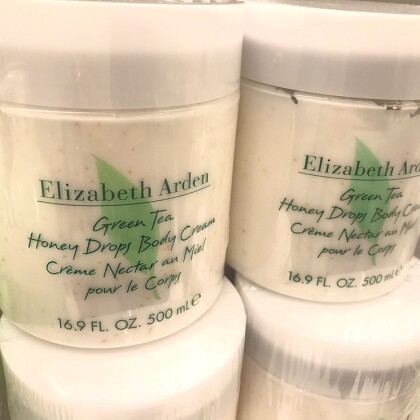 Elizabeth Arden
Green Tea
Honey Drops Body Cream
Crème Nectar au Miel
pour le Corps
16.9 FL. OZ. 500 mL e
Elizabeth
Green Tea
Honey Drops Body
Crème Nectar au Miel
pour le Corps
16.9 FL. OZ. 500 mL e